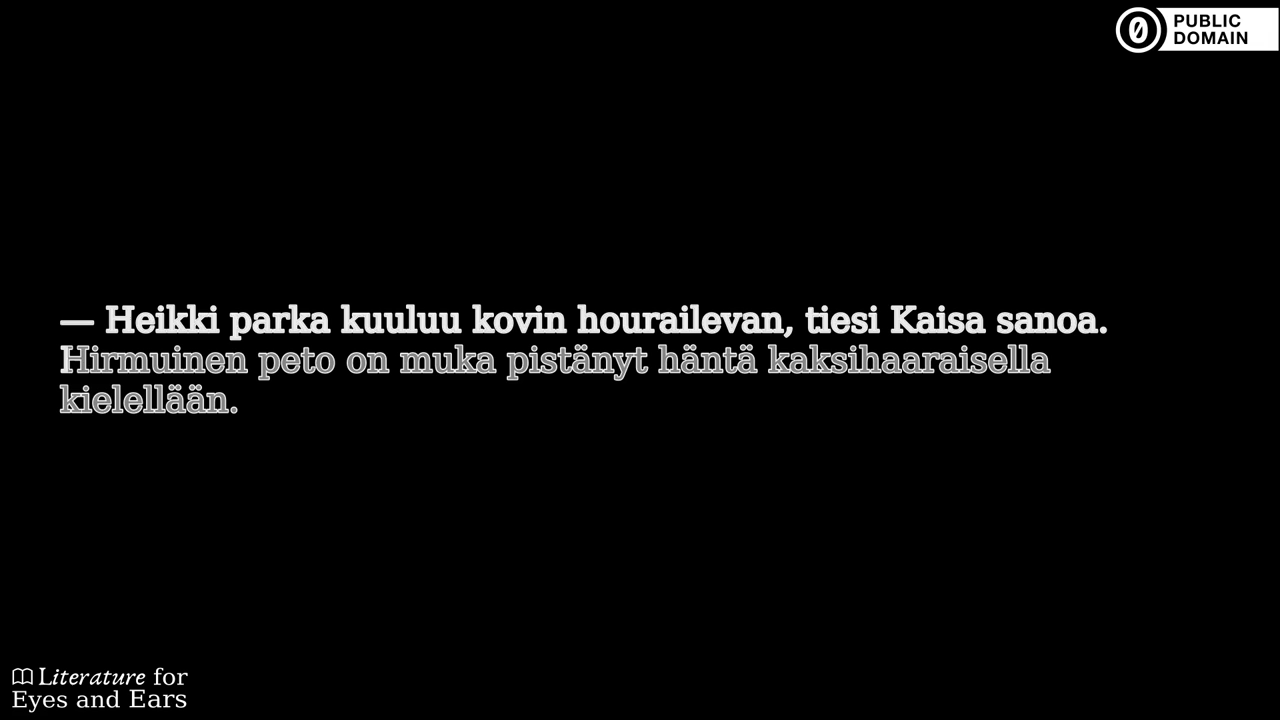 PUBLIC
DOMAIN
— Heikki parka kuuluu kovin hourailevan, tiesi Kaisa sanoa.
Hirmuinen peto on muka pistänyt häntä kaksihaaraisella
kielellään.
Literature for
Eyes and Ears